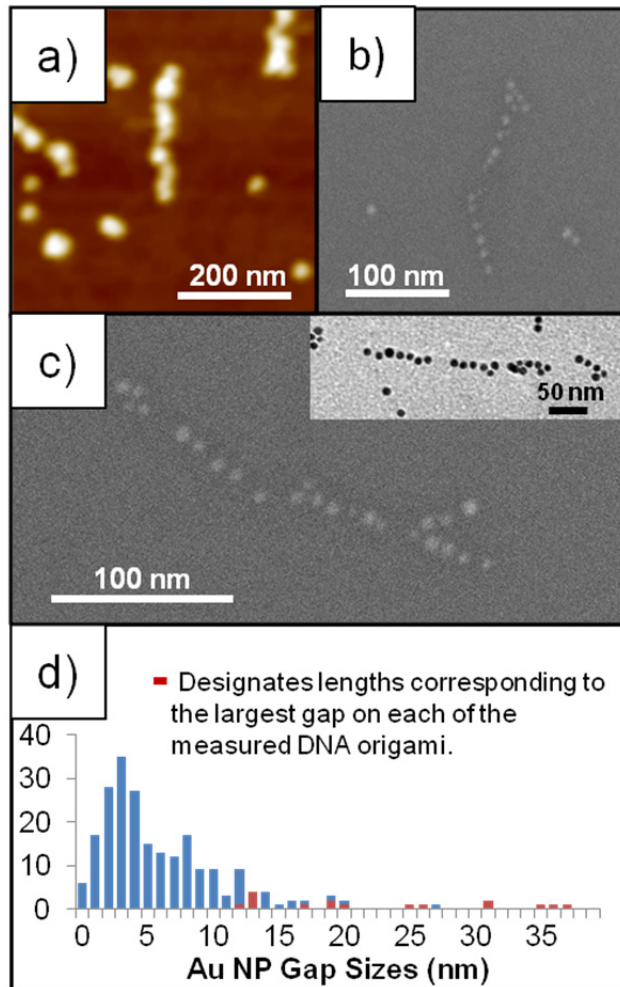 a)
200 nm
b)
100 nm
c)
50 nm
100 nm
d)
Designates lengths corresponding to
the largest gap on each of the
measured DNA origami.
40
30
20
10
0
0 5 10 15 20 25 30 35
Au NP Gap Sizes (nm)